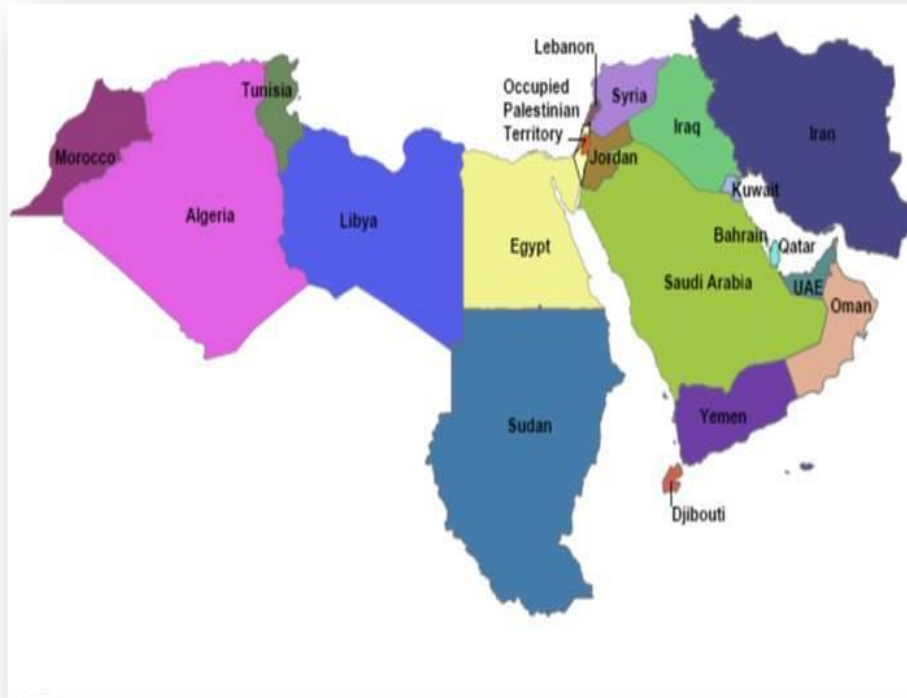 Lebanon
Occupied
Palestinian
Territory
Syria
Iraq
Iran
Tunisia
Morocco
Jordan
Kuwait
Algeria
Libya
Egypt
Bahrain
Qatar
Saudi Arabia
UAE
Oman
Sudan
Yemen
Djibouti